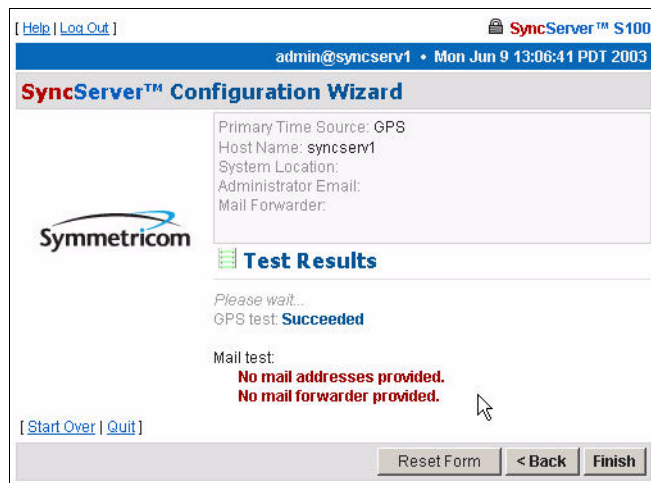 [ Help | Log Out ]
SyncServer™ S100
admin@syncserv1 • Mon Jun 9 13:06:41 PDT 2003
SyncServer™ Configuration Wizard
Primary Time Source: GPS
Host Name: syncserv1
System Location:
Administrator Email:
Mail Forwarder:
Symmetricom
Test Results
Please wait...
GPS test: Succeeded
Mail test:
No mail addresses provided.
No mail forwarder provided.
[ Start Over | Quit ]
Reset Form
< Back
Finish